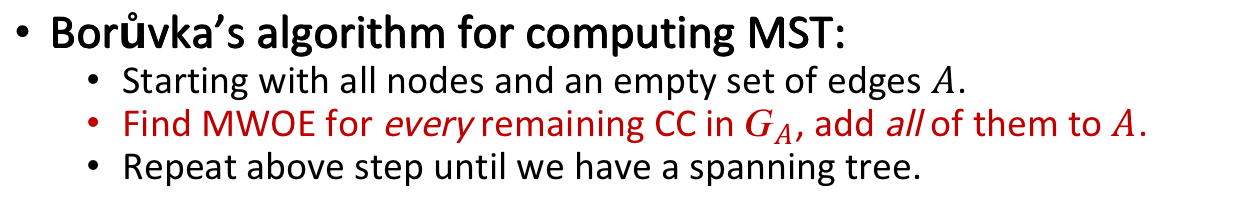 • Borůvka's algorithm for computing MST:
• Starting with all nodes and an empty set of edges A.
• Find MWOE for every remaining CC in G_A, add all of them to A.
• Repeat above step until we have a spanning tree.